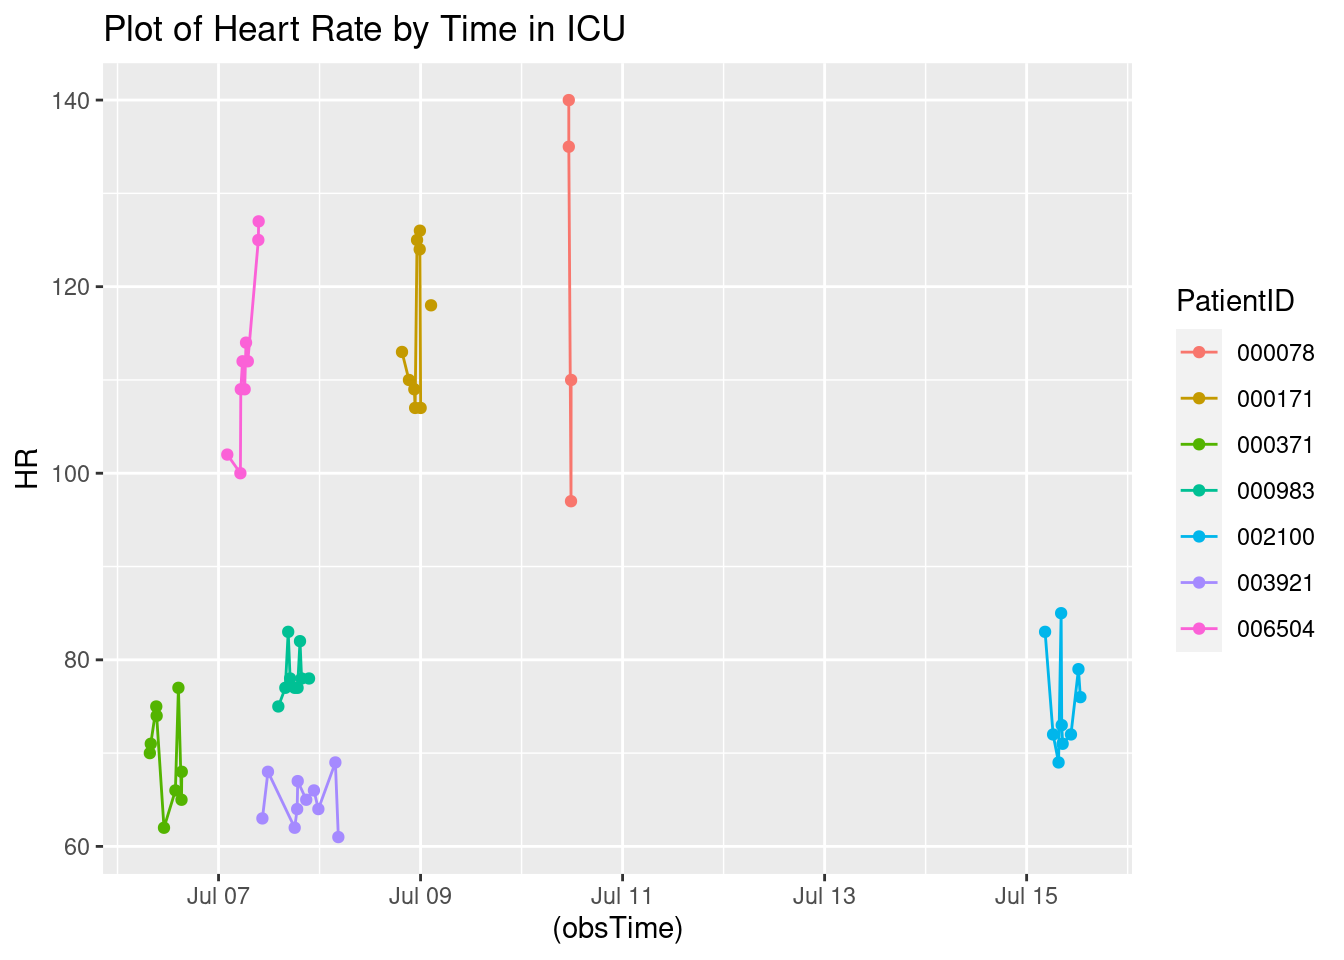 Plot of Heart Rate by Time in ICU
140
120
100
80
60
HR
Jul 07
Jul 09
Jul 11
Jul 13
Jul 15
(obsTime)
PatientID
000078
000171
000371
000983
002100
003921
006504